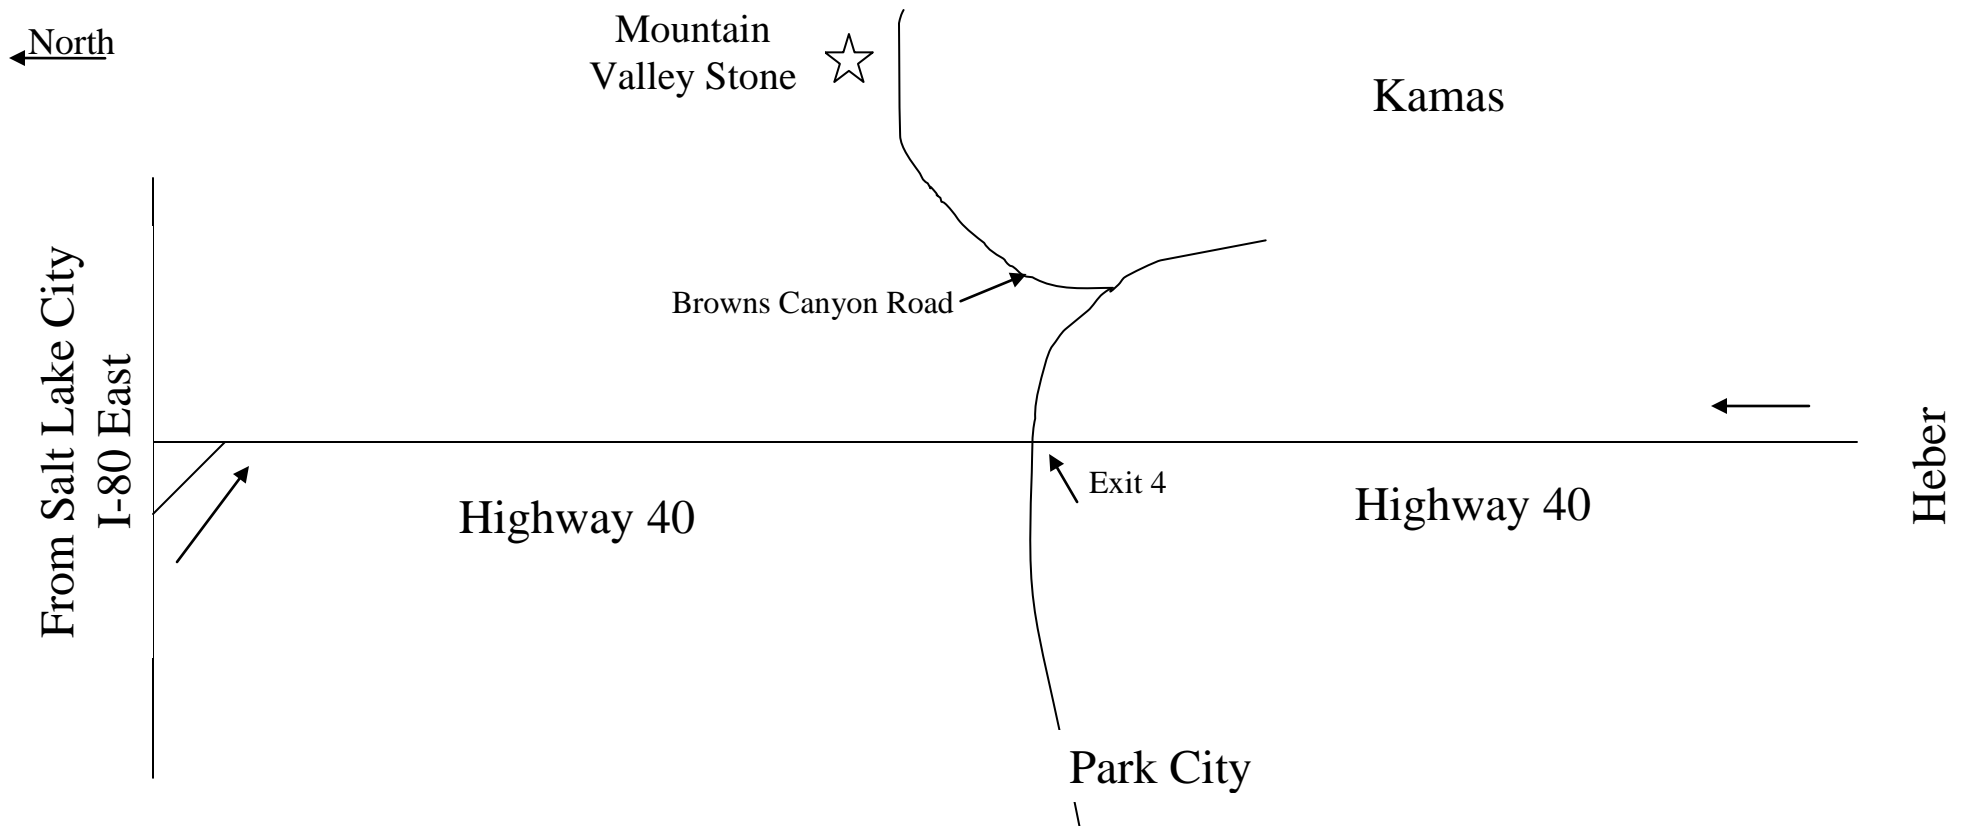 North
Mountain
Valley Stone
Kamas
Browns Canyon Road
From Salt Lake City
I-80 East
Exit 4
Highway 40
Highway 40
Heber
Park City